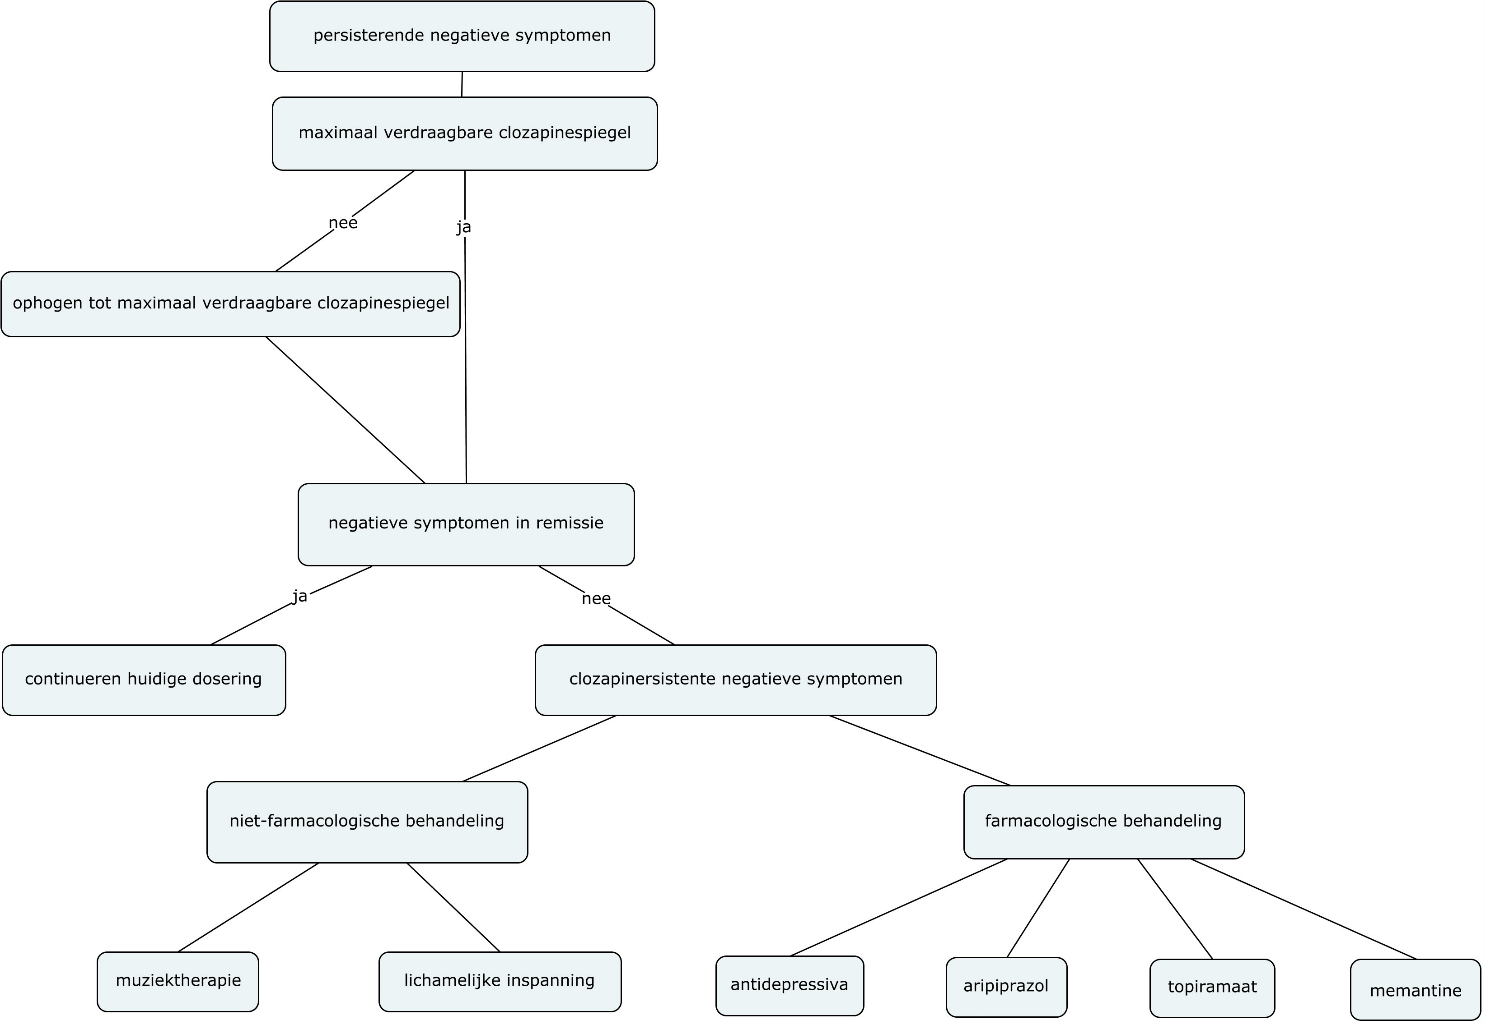 persisterende negatieve symptomen
maximaal verdraagbare clozapinespiegel
nee
ja
ophogen tot maximaal verdraagbare clozapinespiegel
negatieve symptomen in remissie
ja
nee
continueren huidige dosering
clozapinersistente negatieve symptomen
niet-farmacologische behandeling
farmacologische behandeling
muziektherapie
lichamelijke inspanning
antidepressiva
aripiprazol
topiramaat
memantine